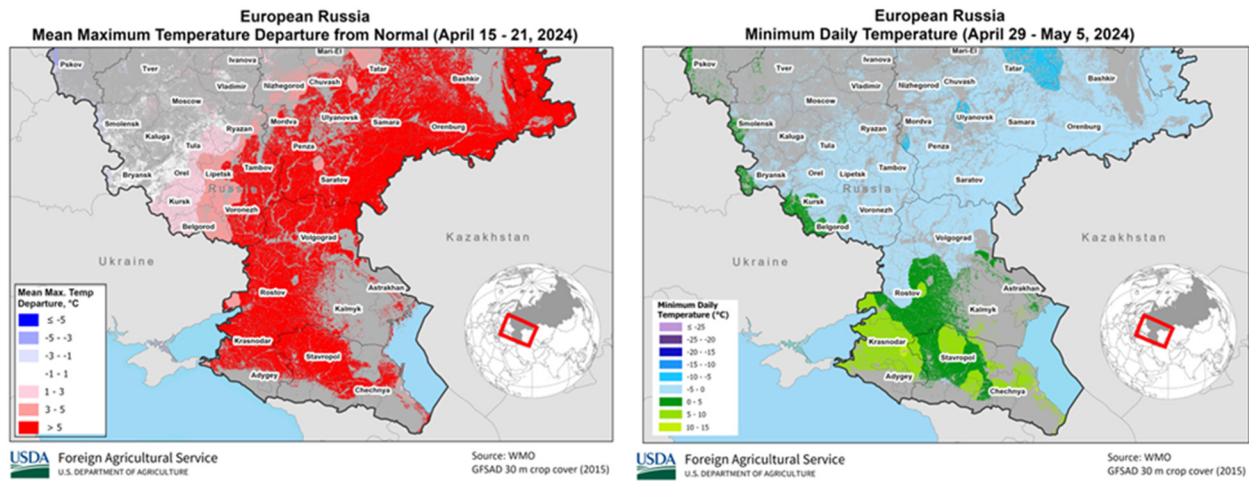 European Russia
Mean Maximum Temperature Departure from Normal (April 15 - 21, 2024)
Pskov
Tver
Ivanova
Mari-El
Vladimir
Nizhegorod
Chuvash
Tatar
Bashkir
Moscow
Smolensk
Kaluga
Ryazan
Mordva
Ulyanovsk
Samara
Orenburg
Tula
Penza
Bryansk
Orel
Lipetsk
Tambov
Russia
Saratov
Kursk
Voronezh
Belgorod
Volgograd
Kazakhstan
Ukraine
Astrakhan
Rostov
Kalmyk
Krasnodar
Stavropol
Adygey
Chechnya
Mean Max. Temp
Departure, °C
≤ -5
-5 - -3
-3 - -1
-1 - 1
1 - 3
3 - 5
> 5
USDA
Foreign Agricultural Service
U.S. DEPARTMENT OF AGRICULTURE
Source: WMO
GFSAD 30 m crop cover (2015)
European Russia
Minimum Daily Temperature (April 29 - May 5, 2024)
Pskov
Tver
Ivanova
Mari-El
Vladimir
Nizhegorod
Chuvash
Tatar
Bashkir
Moscow
Smolensk
Kaluga
Ryazan
Mordva
Ulyanovsk
Samara
Orenburg
Tula
Penza
Bryansk
Orel
Lipetsk
Tambov
Russia
Saratov
Kursk
Voronezh
Belgorod
Volgograd
Kazakhstan
Ukraine
Astrakhan
Rostov
Kalmyk
Krasnodar
Stavropol
Adygey
Chechnya
Minimum Daily
Temperature (°C)
≤ -25
-25 - -20
-20 - -15
-15 - -10
-10 - -5
-5 - 0
0 - 5
5 - 10
10 - 15
USDA
Foreign Agricultural Service
U.S. DEPARTMENT OF AGRICULTURE
Source: WMO
GFSAD 30 m crop cover (2015)